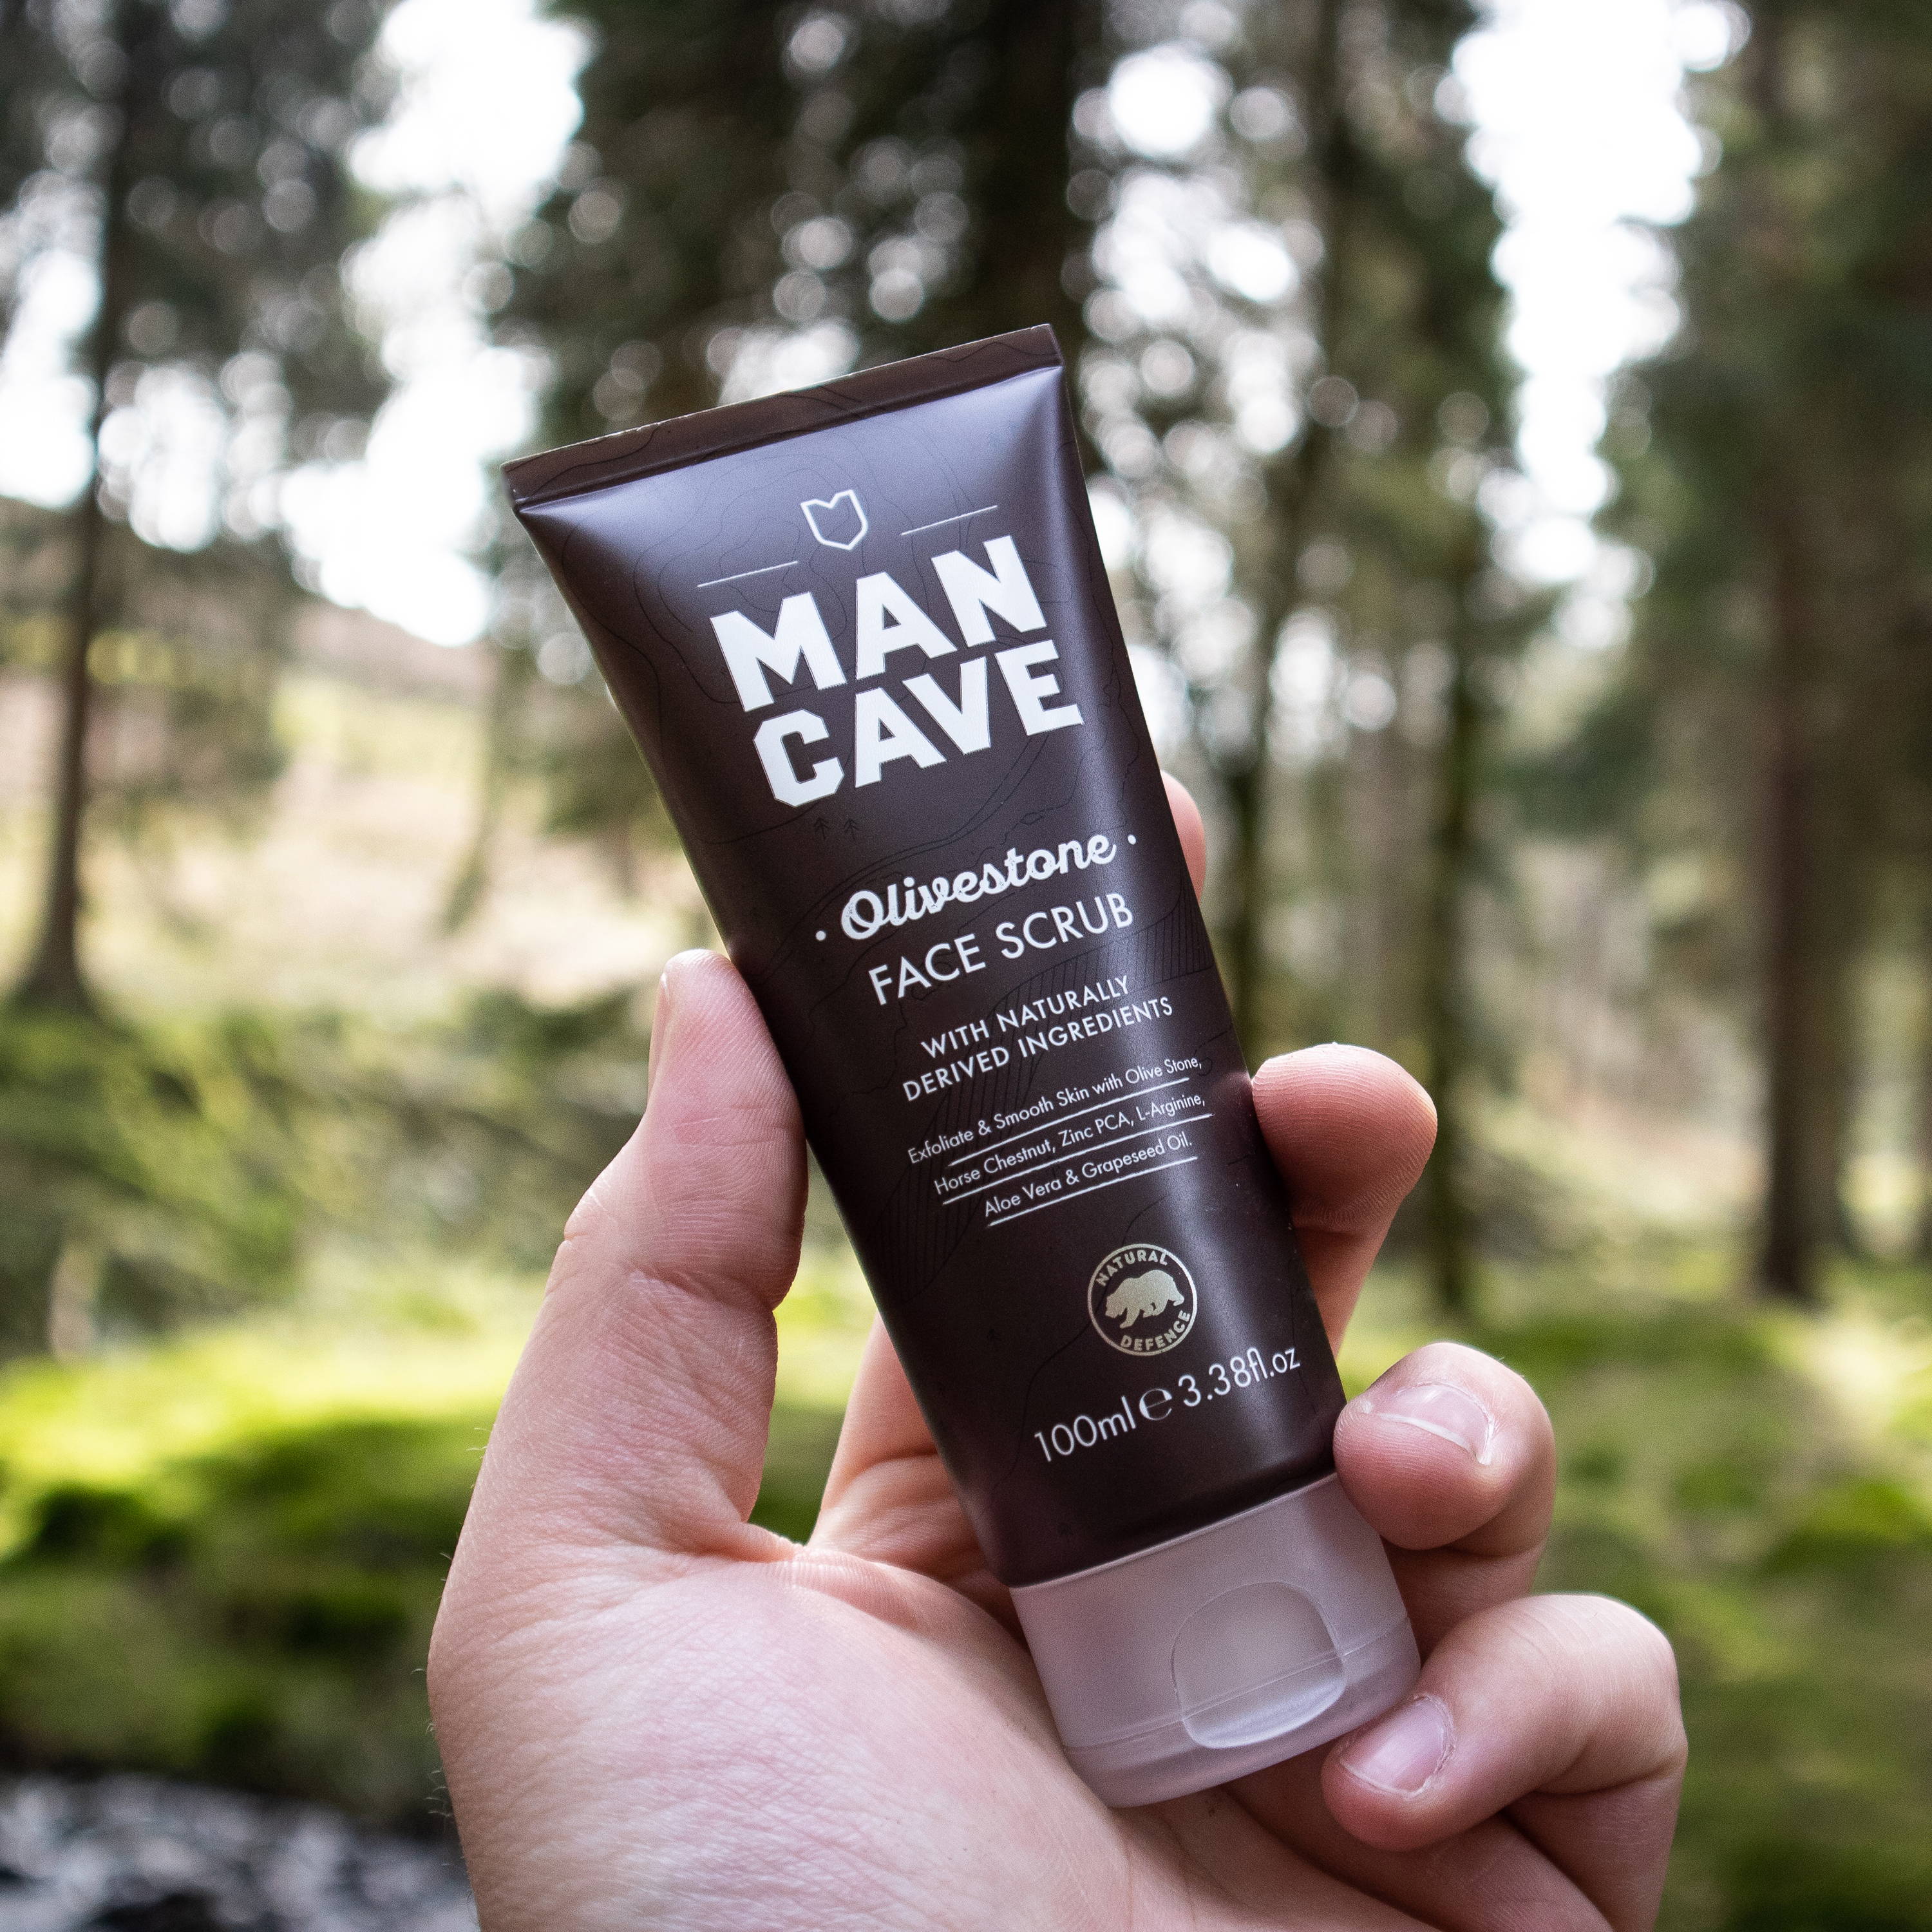 MAN
CAVE
· Olivestone ·
FACE SCRUB
WITH NATURALLY
DERIVED INGREDIENTS
Exfoliate & Smooth Skin with Olive Stone,
Horse Chestnut, Zinc PCA, L-Arginine,
Aloe Vera & Grapeseed Oil.
NATURAL
DEFENCE
100ml ℮ 3.38fl.oz